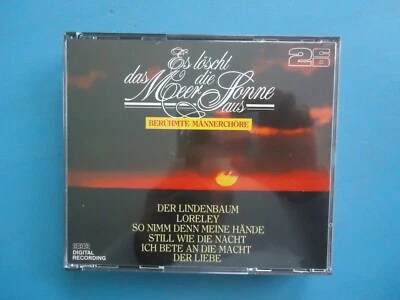 Es löscht
das Meer die Sonne
aus
BERÜHMTE MÄNNERCHÖRE
DER LINDENBAUM
LORELEY
SO NIMM DENN MEINE HÄNDE
STILL WIE DIE NACHT
ICH BETE AN DIE MACHT
DER LIEBE
DIGITAL
RECORDING